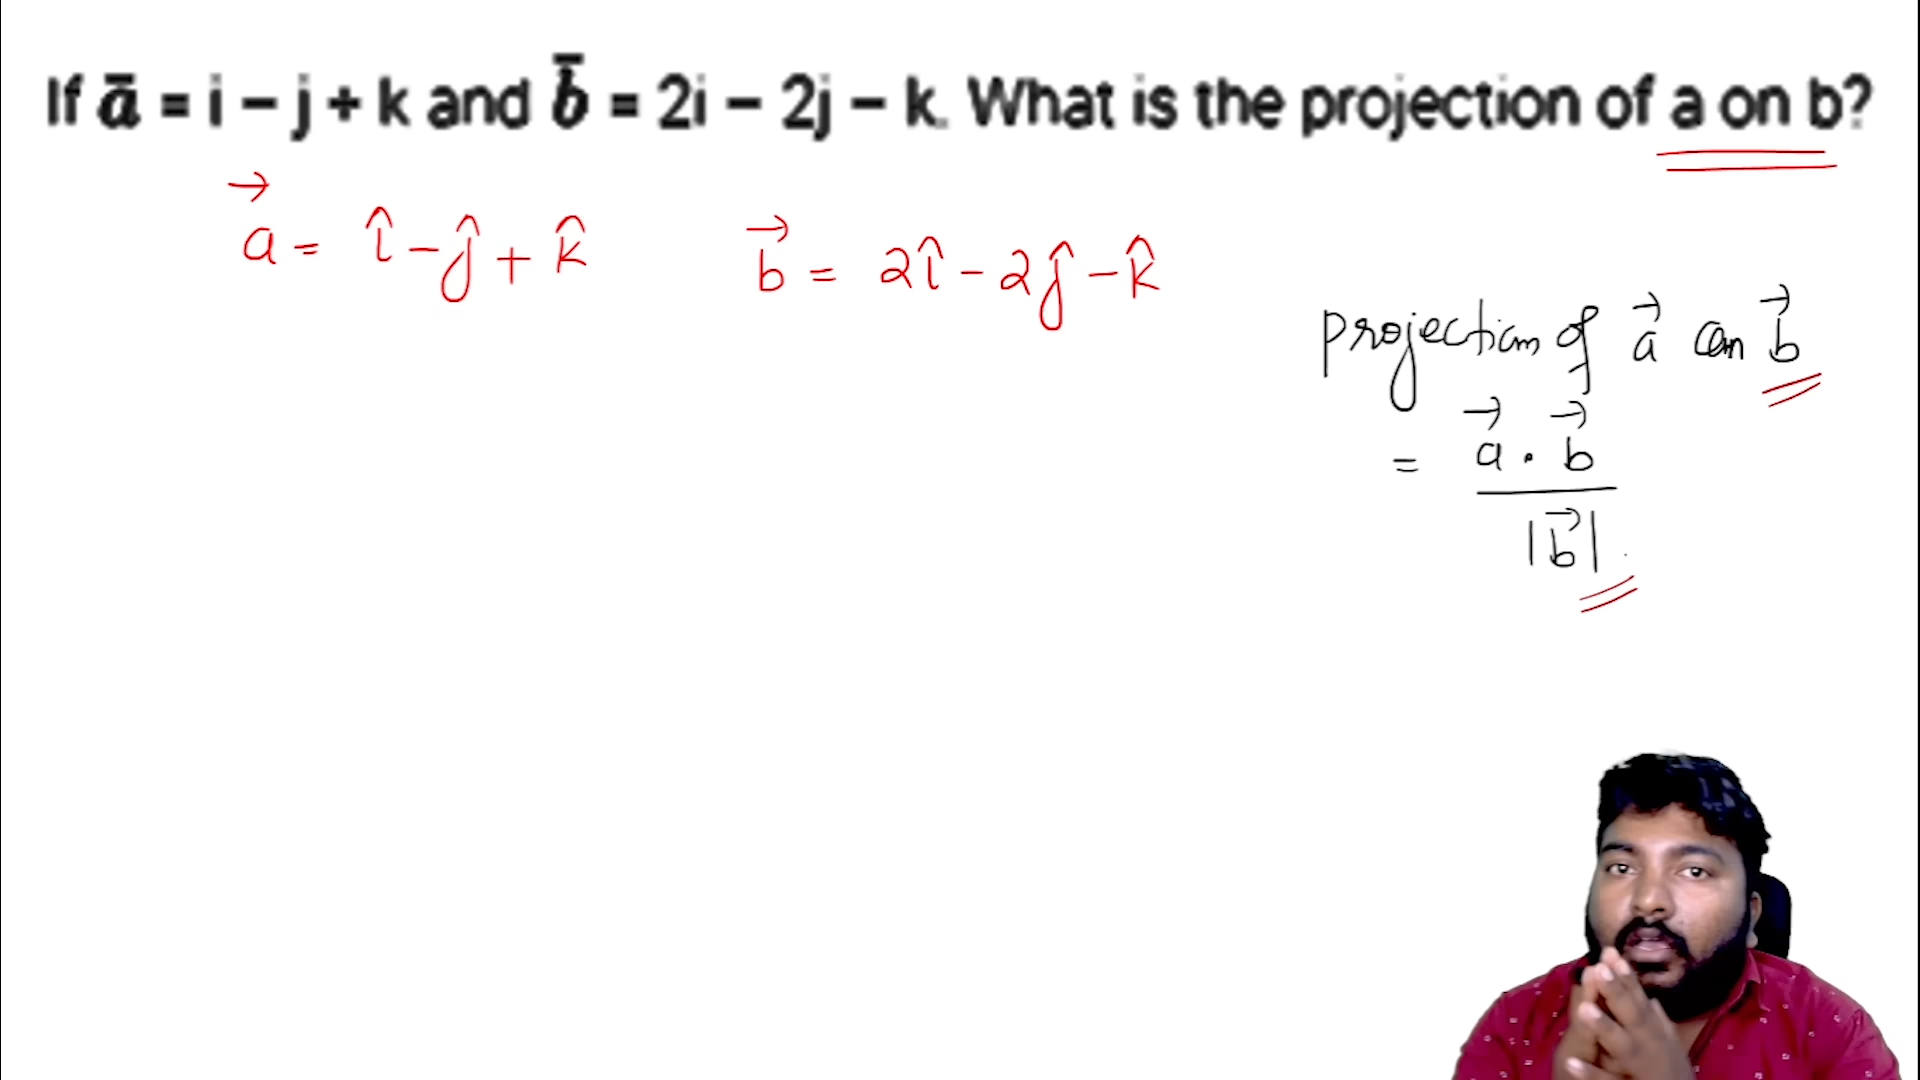 If a̅ = i – j + k and b̅ = 2i – 2j – k. What is the projection of a on b?
a⃗ = î - ĵ + k̂
b⃗ = 2î - 2ĵ - k̂
projection of a⃗ on b⃗
= a⃗ . b⃗
|b⃗|